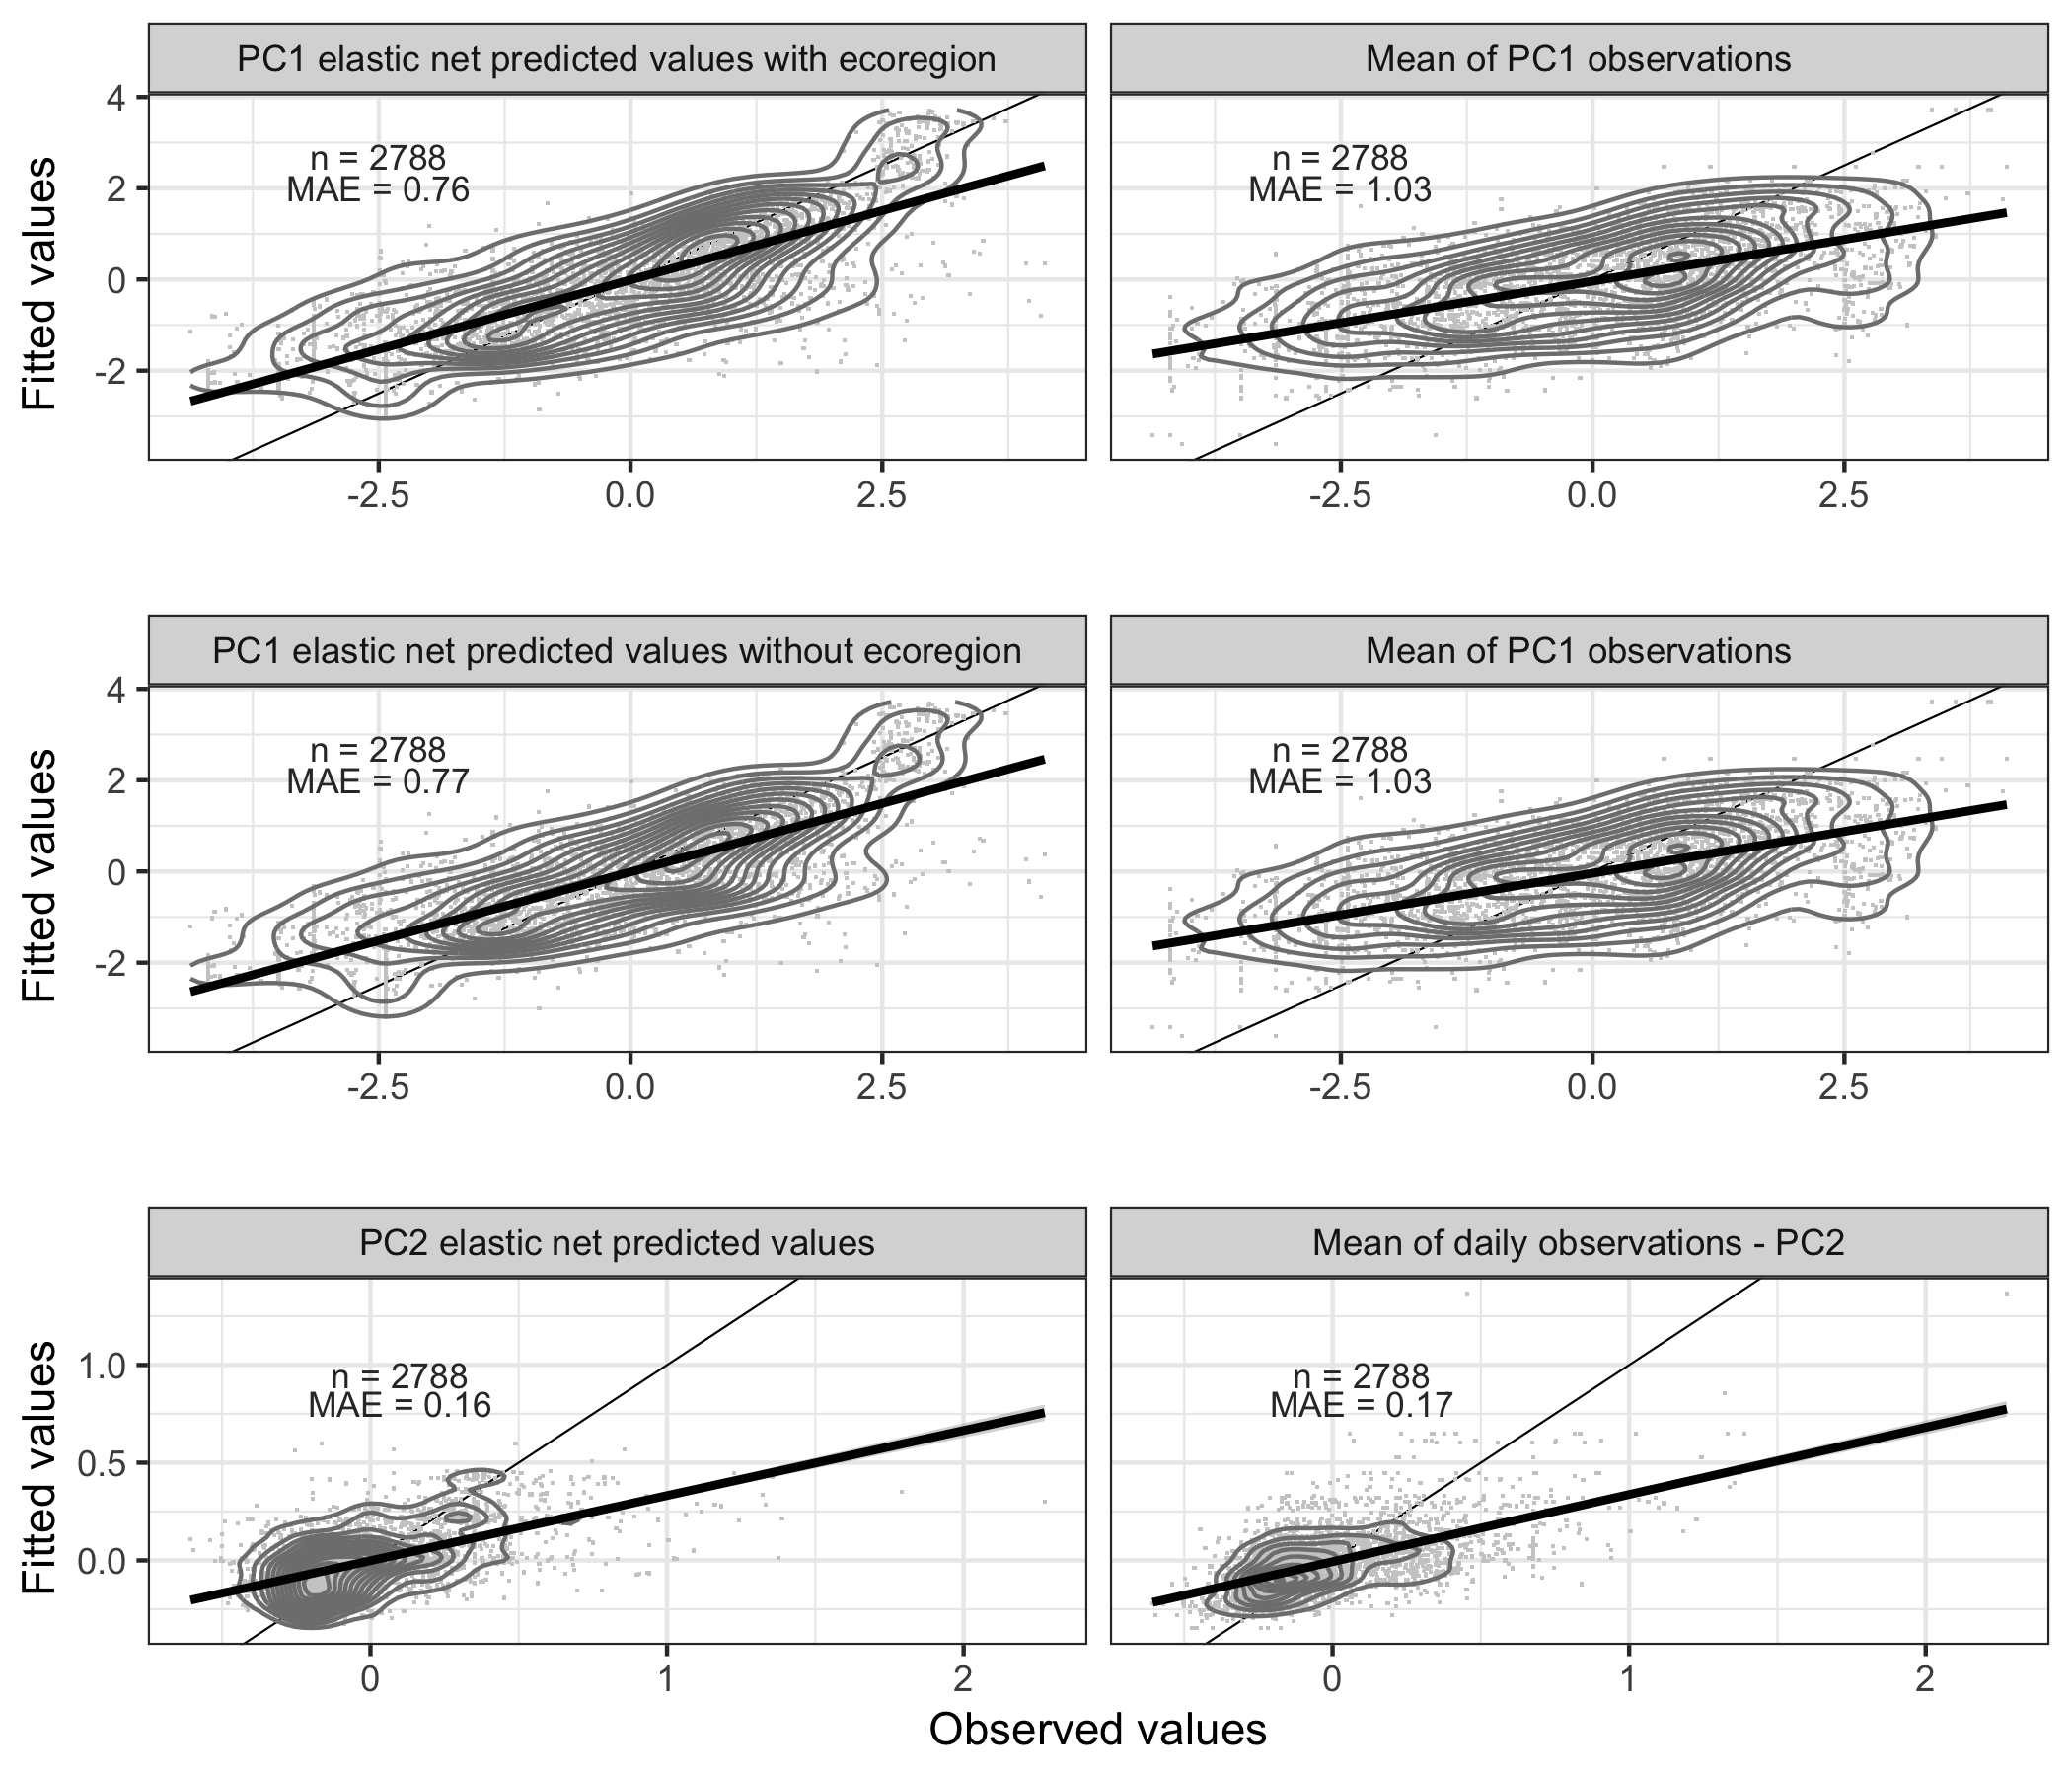 PC1 elastic net predicted values with ecoregion
Mean of PC1 observations
Fitted values
4
2
0
-2
n = 2788
MAE = 0.76
n = 2788
MAE = 1.03
-2.5 0.0 2.5
-2.5 0.0 2.5
PC1 elastic net predicted values without ecoregion
Mean of PC1 observations
Fitted values
4
2
0
-2
n = 2788
MAE = 0.77
n = 2788
MAE = 1.03
-2.5 0.0 2.5
-2.5 0.0 2.5
PC2 elastic net predicted values
Mean of daily observations - PC2
Fitted values
1.0
0.5
0.0
n = 2788
MAE = 0.16
n = 2788
MAE = 0.17
0 1 2
0 1 2
Observed values